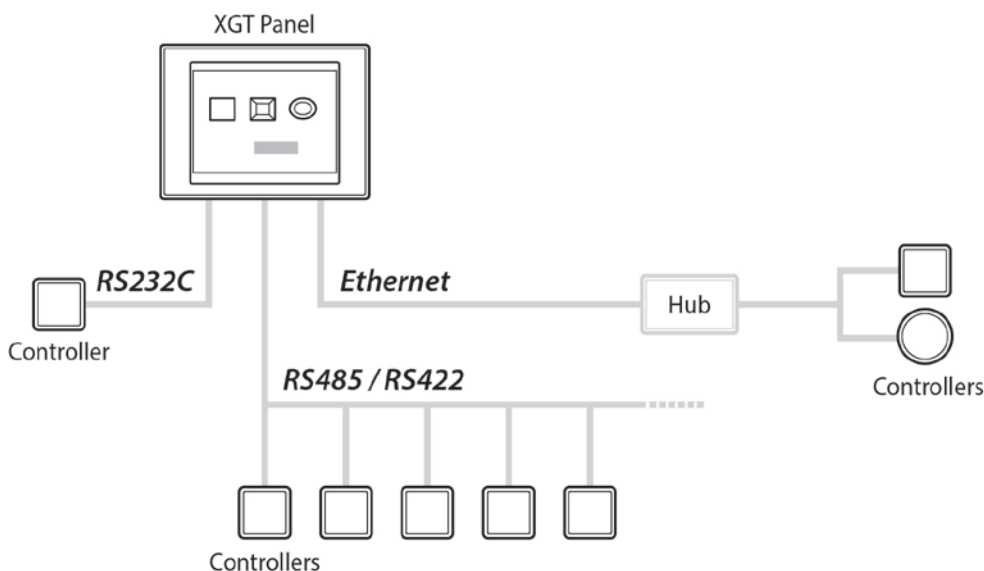 XGT Panel
RS232C
Ethernet
Hub
Controller
RS485 / RS422
Controllers
Controllers